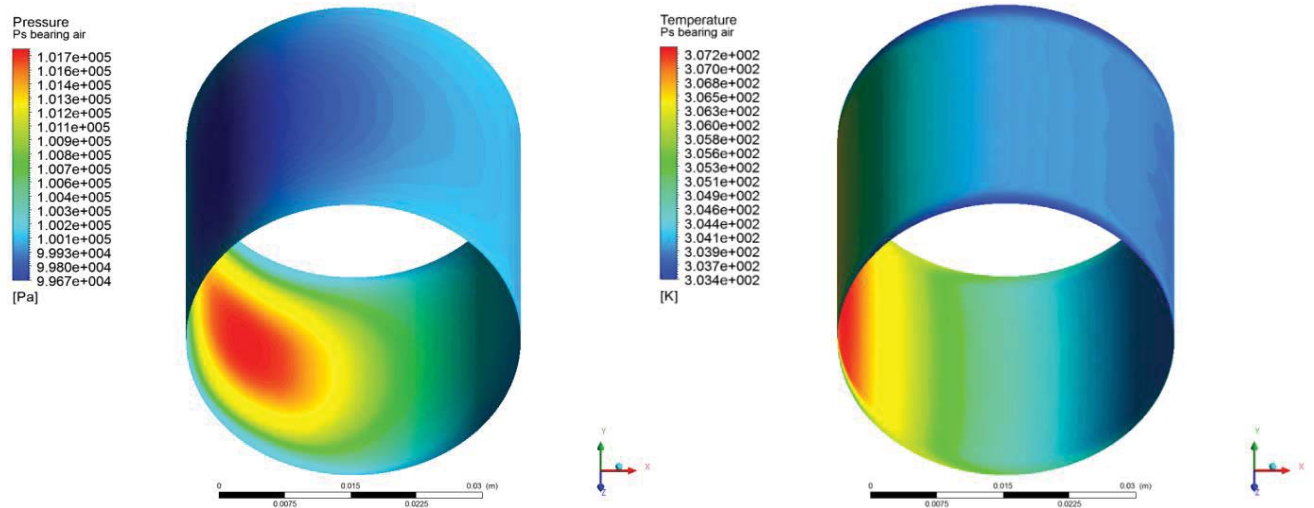 Pressure
Ps bearing air
1.017e+005
1.016e+005
1.014e+005
1.013e+005
1.012e+005
1.011e+005
1.009e+005
1.008e+005
1.007e+005
1.006e+005
1.005e+005
1.003e+005
1.002e+005
1.001e+005
9.993e+004
9.980e+004
9.967e+004
[Pa]
0
0.015
0.03 (m)
0.0075
0.0225
Y
X
Z
Temperature
Ps bearing air
3.072e+002
3.070e+002
3.068e+002
3.065e+002
3.063e+002
3.060e+002
3.058e+002
3.056e+002
3.053e+002
3.051e+002
3.049e+002
3.046e+002
3.044e+002
3.041e+002
3.039e+002
3.037e+002
3.034e+002
[K]
0
0.015
0.03 (m)
0.0075
0.0225
Y
X
Z